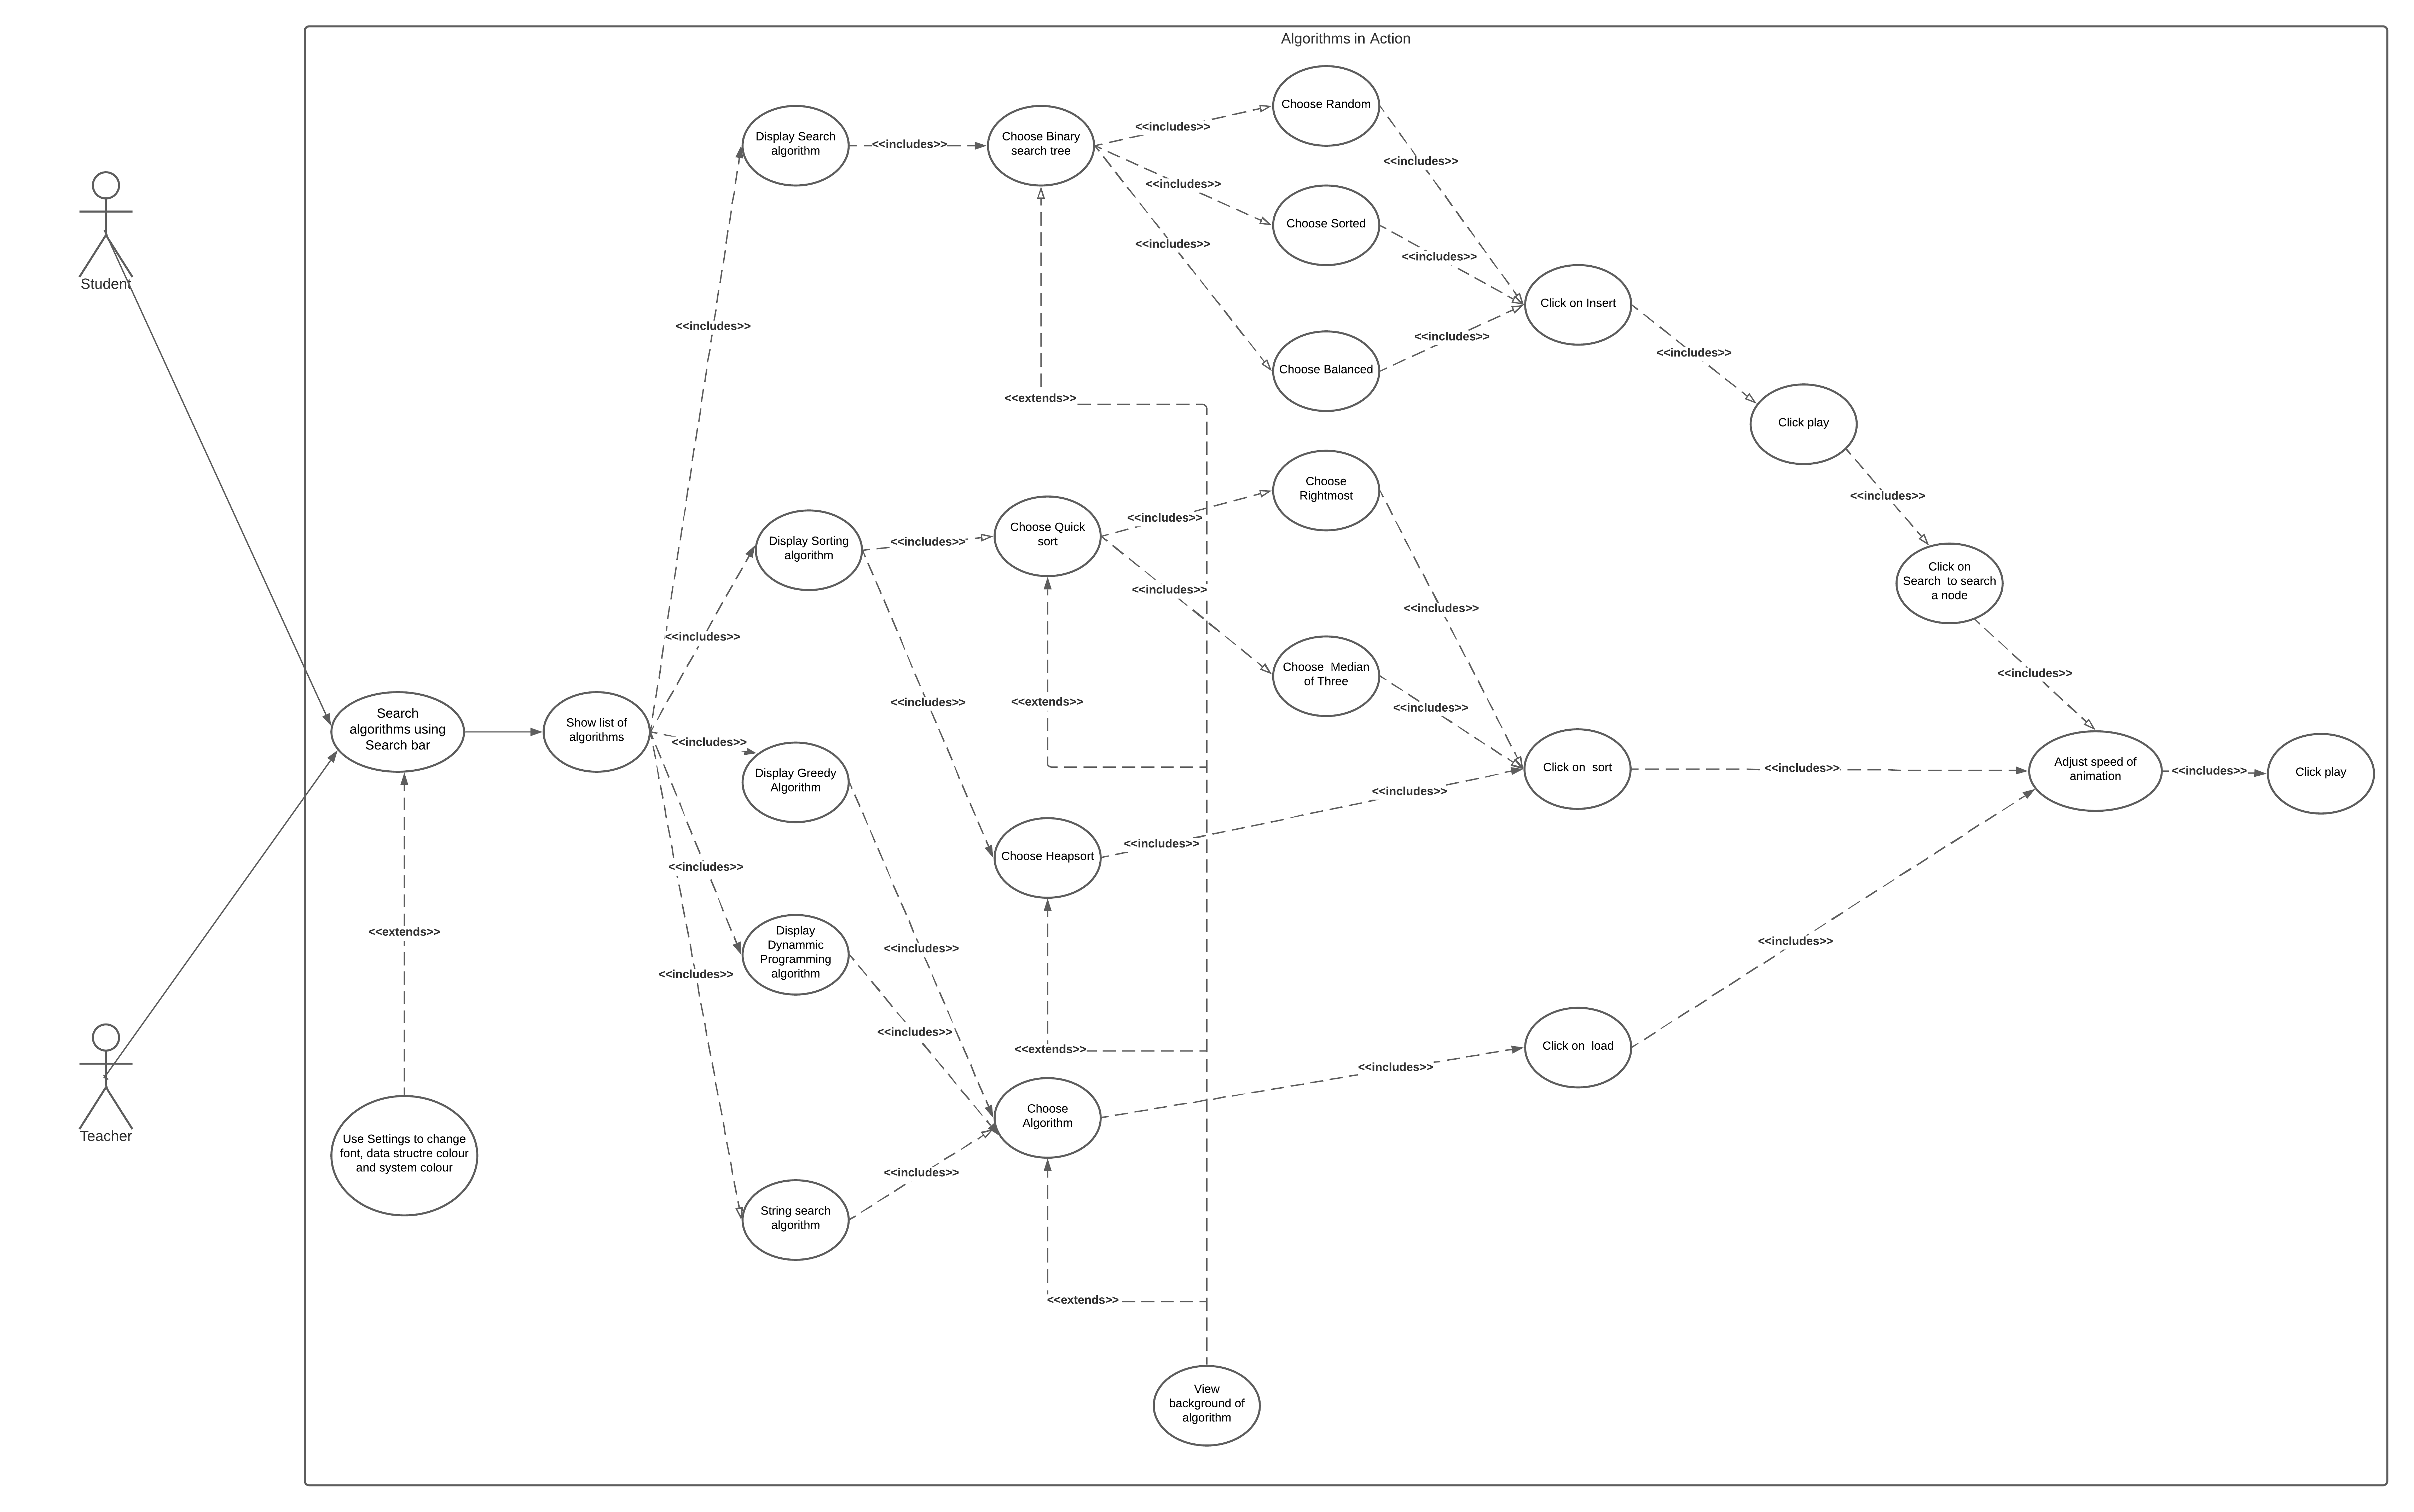 Algorithms in Action
Student
Teacher
Search
algorithms using
Search bar
<<extends>>
Use Settings to change
font, data structre colour
and system colour
Show list of
algorithms
<<includes>>
<<includes>>
<<includes>>
<<includes>>
<<includes>>
Display Search
algorithm
Display Sorting
algorithm
Display Greedy
Algorithm
Display
Dynammic
Programming
algorithm
String search
algorithm
<<includes>>
<<includes>>
<<includes>>
<<includes>>
<<includes>>
<<includes>>
Choose Binary
search tree
<<extends>>
Choose Quick
sort
<<extends>>
Choose Heapsort
<<extends>>
Choose
Algorithm
<<extends>>
View
background of
algorithm
<<includes>>
<<includes>>
<<includes>>
<<includes>>
<<includes>>
<<includes>>
Choose Random
Choose Sorted
Choose Balanced
Choose
Rightmost
Choose  Median
of Three
<<includes>>
<<includes>>
<<includes>>
<<includes>>
<<includes>>
<<includes>>
<<includes>>
Click on Insert
Click on  sort
Click on  load
<<includes>>
Click play
<<includes>>
Click on
Search  to search
a node
<<includes>>
<<includes>>
<<includes>>
Adjust speed of
animation
<<includes>>
Click play